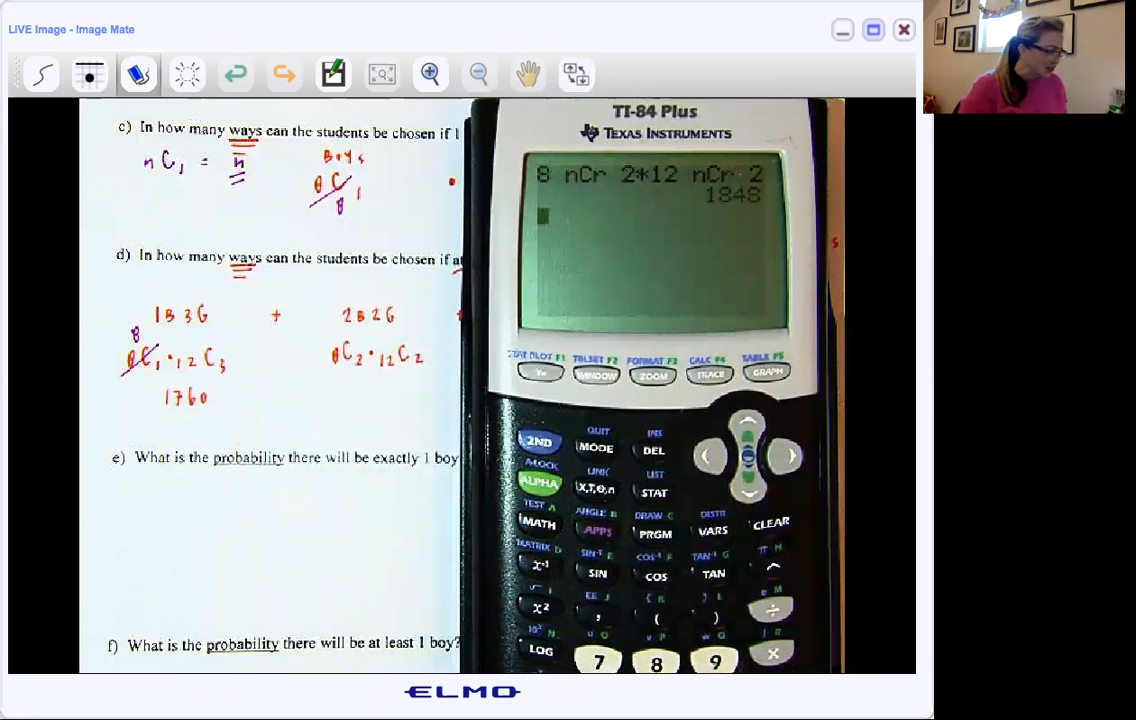 LIVE Image - Image Mate
c) In how many ways can the students be chosen if 1
nC1 = n
Boys
8C1
8
d) In how many ways can the students be chosen if at
1B3G + 2B2G +
8
8C1 · 12C3
8C2 · 12C2
1760
e) What is the probability there will be exactly 1 boy
f) What is the probability there will be at least 1 boy?
ELMO
TI-84 Plus
TEXAS INSTRUMENTS
8 nCr 2*12 nCr 2
1848
STAT PLOT F1 TBLSET F2 FORMAT F3 CALC F4 TABLE F5
Y= WINDOW ZOOM TRACE GRAPH
QUIT INS
2ND MODE DEL
A-LOCK LINK LIST
ALPHA X,T,θ,n STAT
TEST A ANGLE B DRAW C DISTR
MATH APPS PRGM VARS CLEAR
MATRIX D SIN-1 E COS-1 F TAN-1 G π H
x-1 SIN COS TAN ^
√ I EE J { K } L e M
x2 , ( ) ÷
10x N u O v P w Q [ R
LOG 7 8 9 ×